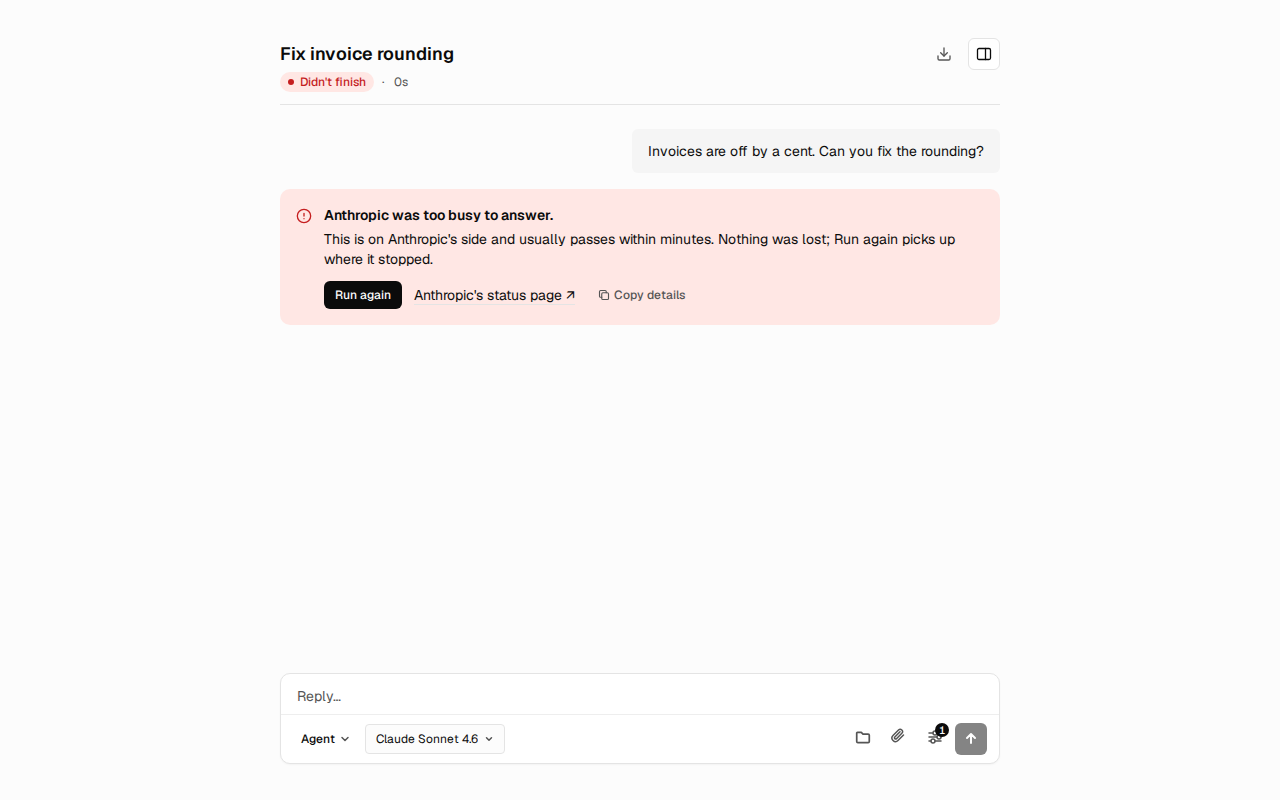 Fix invoice rounding
Didn't finish · 0s
Invoices are off by a cent. Can you fix the rounding?
Anthropic was too busy to answer.
This is on Anthropic's side and usually passes within minutes. Nothing was lost; Run again picks up
where it stopped.
Run again Anthropic's status page Copy details
Reply...
Agent Claude Sonnet 4.6 1